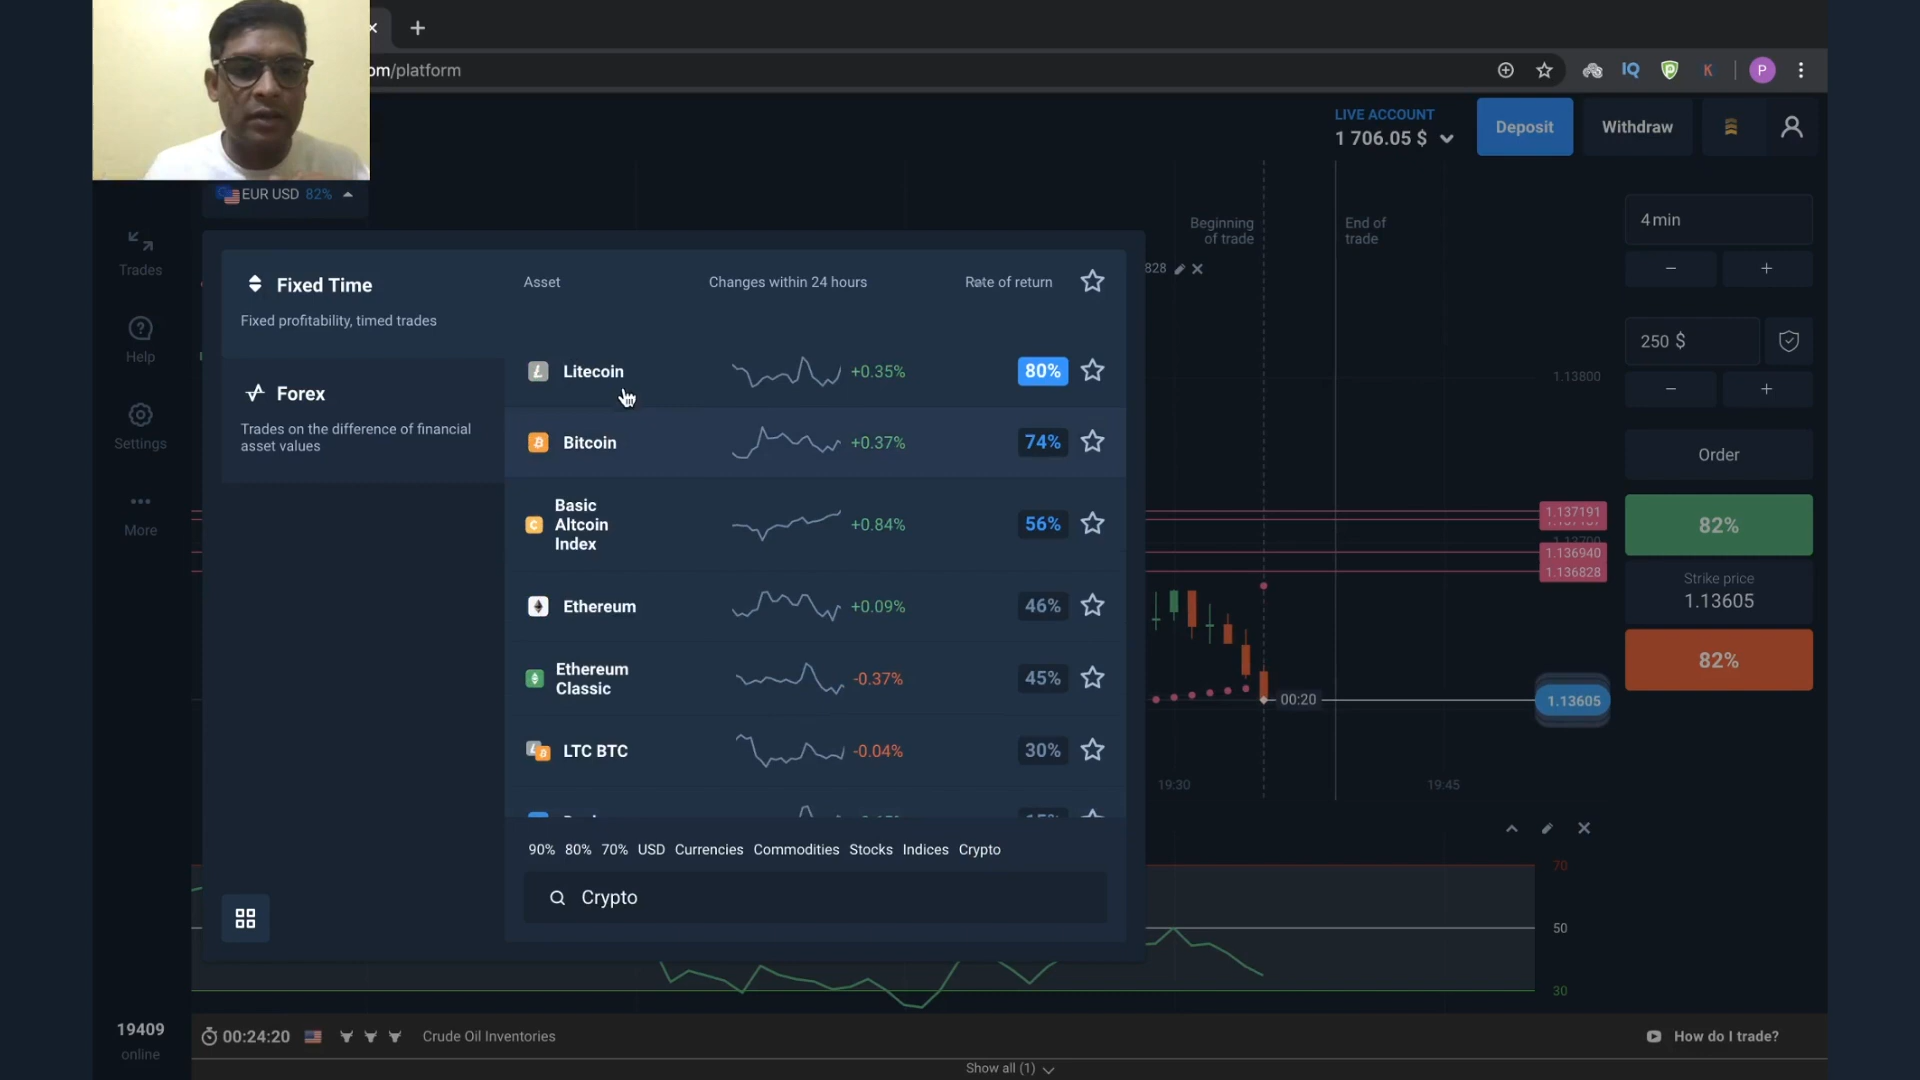 om/platform
IQ
K
P
LIVE ACCOUNT
1 706.05 $
Deposit
Withdraw
EUR USD 82%
Trades
Help
Settings
More
Fixed Time
Fixed profitability, timed trades
Forex
Trades on the difference of financial
asset values
Asset
Changes within 24 hours
Rate of return
Litecoin
+0.35%
80%
Bitcoin
+0.37%
74%
Basic
Altcoin
Index
+0.84%
56%
Ethereum
+0.09%
46%
Ethereum
Classic
-0.37%
45%
LTC BTC
-0.04%
30%
90% 80% 70% USD Currencies Commodities Stocks Indices Crypto
Crypto
Beginning
of trade
End of
trade
828
1.13800
1.137191
1.13700
1.136940
1.136828
00:20
1.13605
19:30
19:45
4 min
− +
250 $
− +
Order
82%
Strike price
1.13605
82%
70
50
30
19409
online
00:24:20
Crude Oil Inventories
How do I trade?
Show all (1)